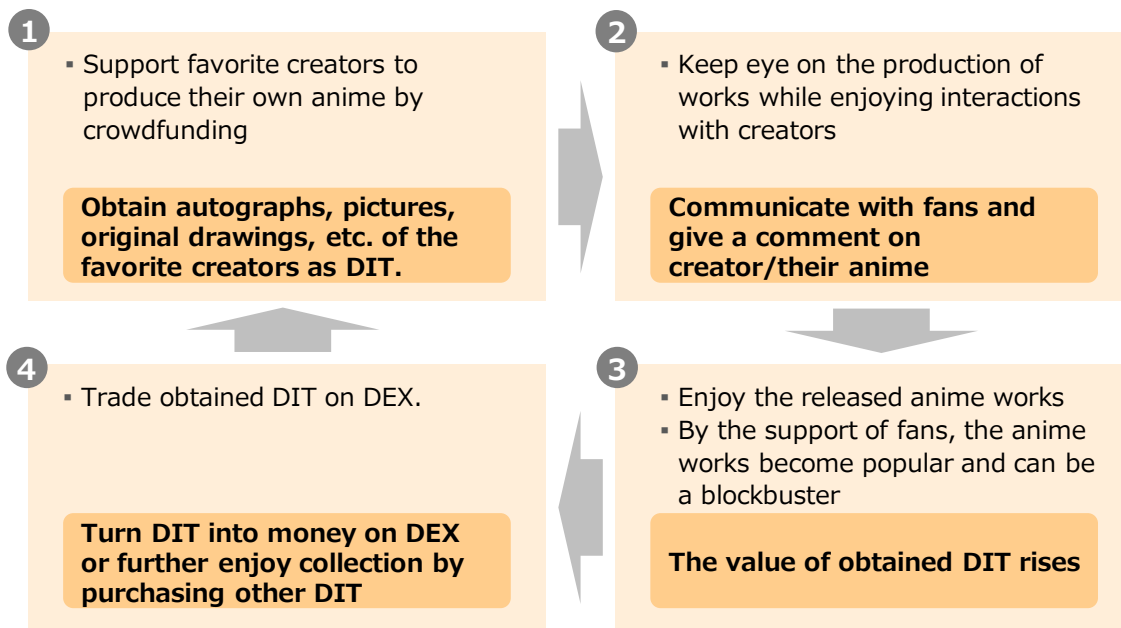 1
▪ Support favorite creators to
produce their own anime by
crowdfunding
Obtain autographs, pictures,
original drawings, etc. of the
favorite creators as DIT.
2
▪ Keep eye on the production of
works while enjoying interactions
with creators
Communicate with fans and
give a comment on
creator/their anime
3
▪ Enjoy the released anime works
▪ By the support of fans, the anime
works become popular and can be
a blockbuster
The value of obtained DIT rises
4
▪ Trade obtained DIT on DEX.
Turn DIT into money on DEX
or further enjoy collection by
purchasing other DIT